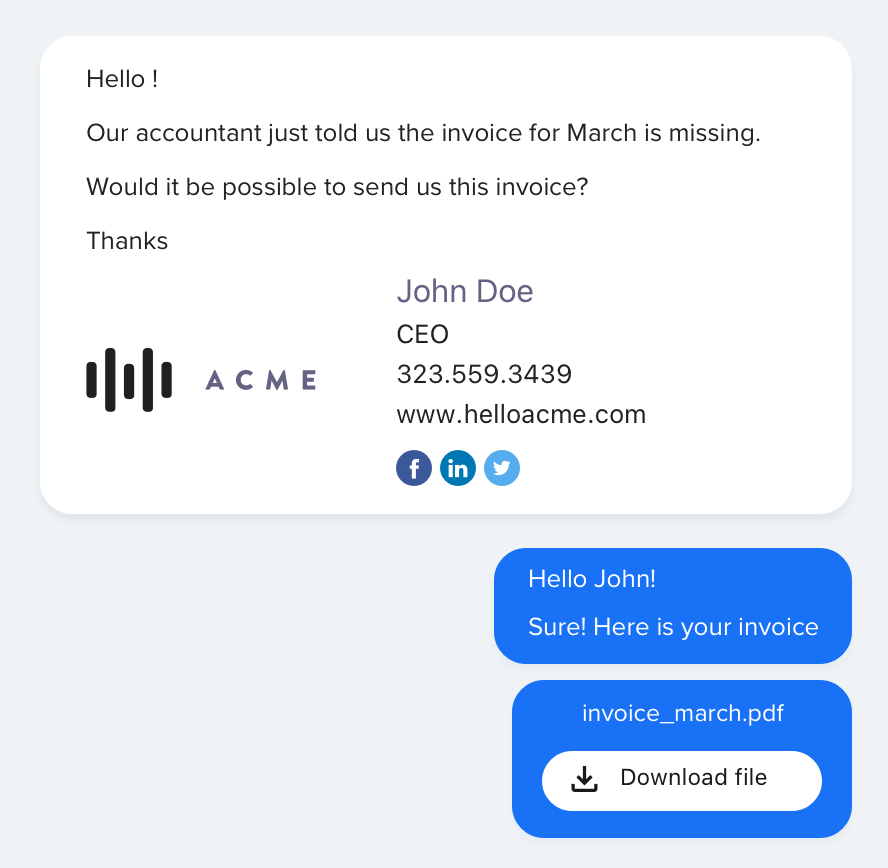 Hello !
Our accountant just told us the invoice for March is missing.
Would it be possible to send us this invoice?
Thanks
ACME
John Doe
CEO
323.559.3439
www.helloacme.com
f
in
Hello John!
Sure! Here is your invoice
invoice_march.pdf
Download file